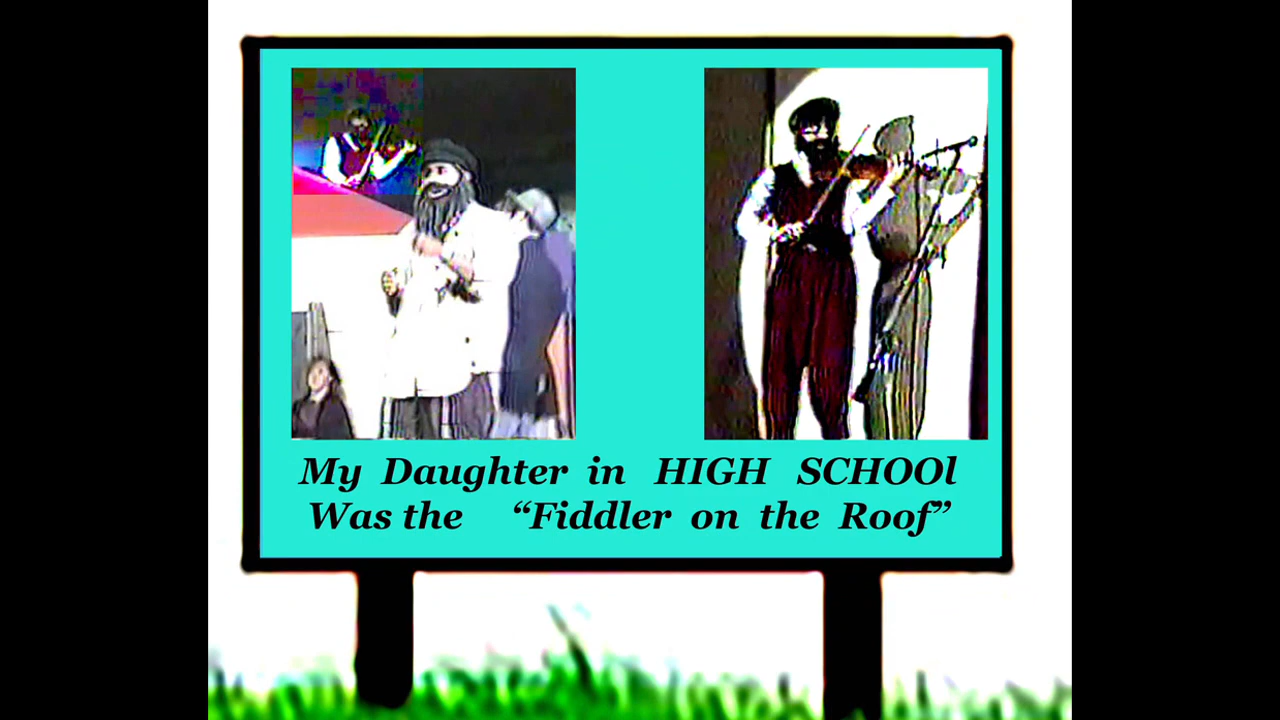 My Daughter in HIGH SCHOOl
Was the “Fiddler on the Roof”